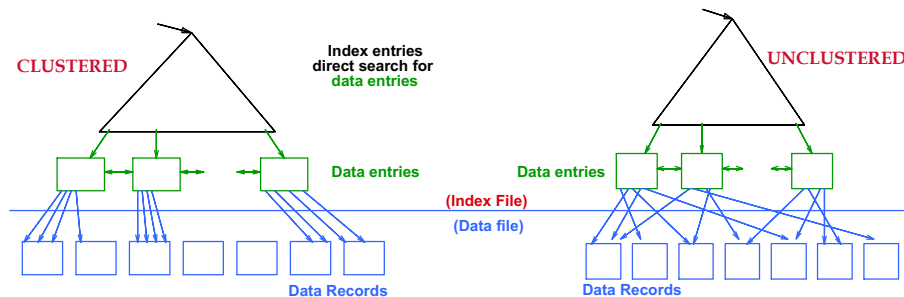 CLUSTERED
Index entries
direct search for
data entries
UNCLUSTERED
Data entries
Data entries
(Index File)
(Data file)
Data Records
Data Records